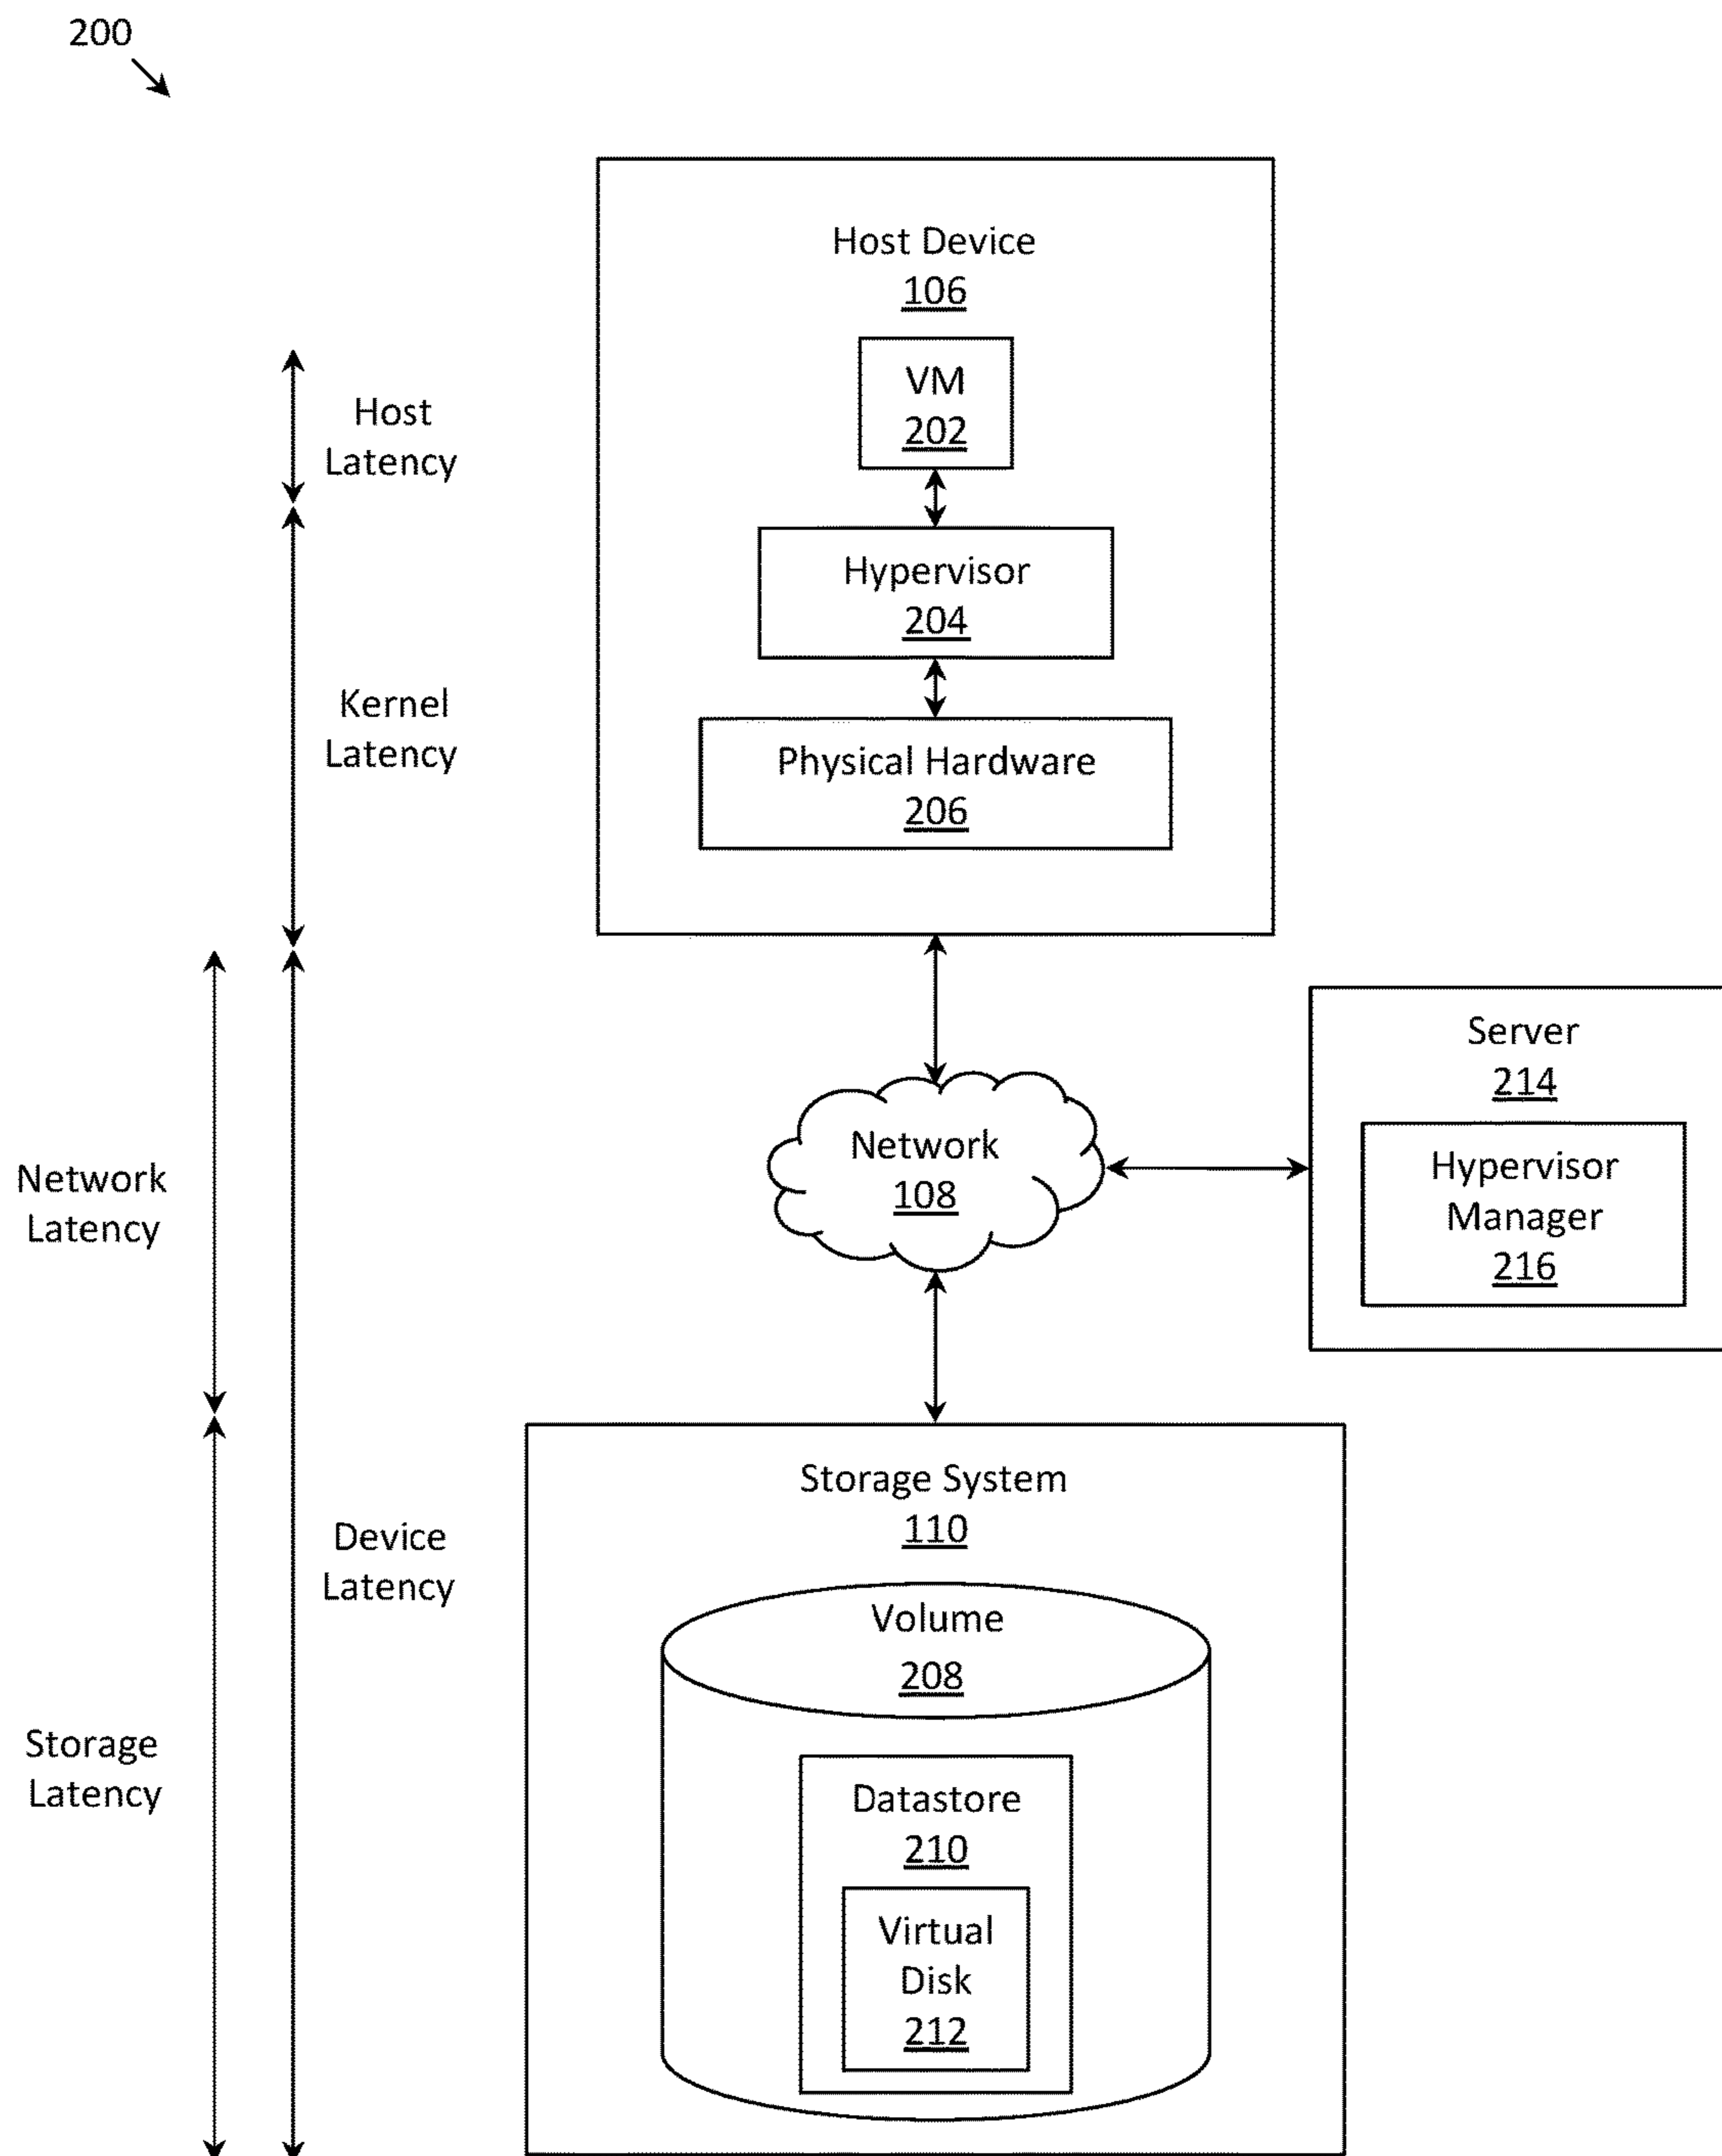 200
Host Device
106
VM
202
Host
Latency
Hypervisor
204
Kernel
Latency
Physical Hardware
206
Server
214
Hypervisor
Manager
216
Network
108
Network
Latency
Storage System
110
Device
Latency
Volume
208
Storage
Latency
Datastore
210
Virtual
Disk
212